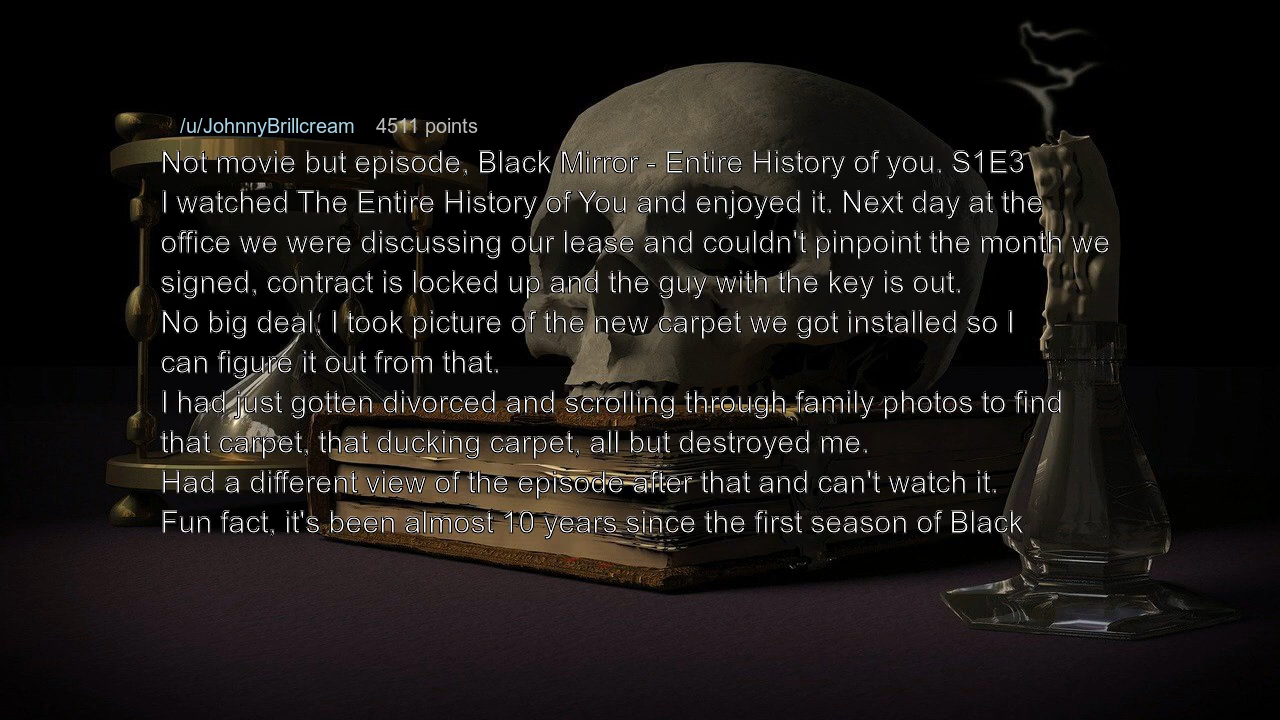 /u/JohnnyBrillcream 4511 points
Not movie but episode, Black Mirror - Entire History of you. S1E3
I watched The Entire History of You and enjoyed it. Next day at the
office we were discussing our lease and couldn't pinpoint the month we
signed, contract is locked up and the guy with the key is out.
No big deal, I took picture of the new carpet we got installed so I
can figure it out from that.
I had just gotten divorced and scrolling through family photos to find
that carpet, that ducking carpet, all but destroyed me.
Had a different view of the episode after that and can't watch it.
Fun fact, it's been almost 10 years since the first season of Black